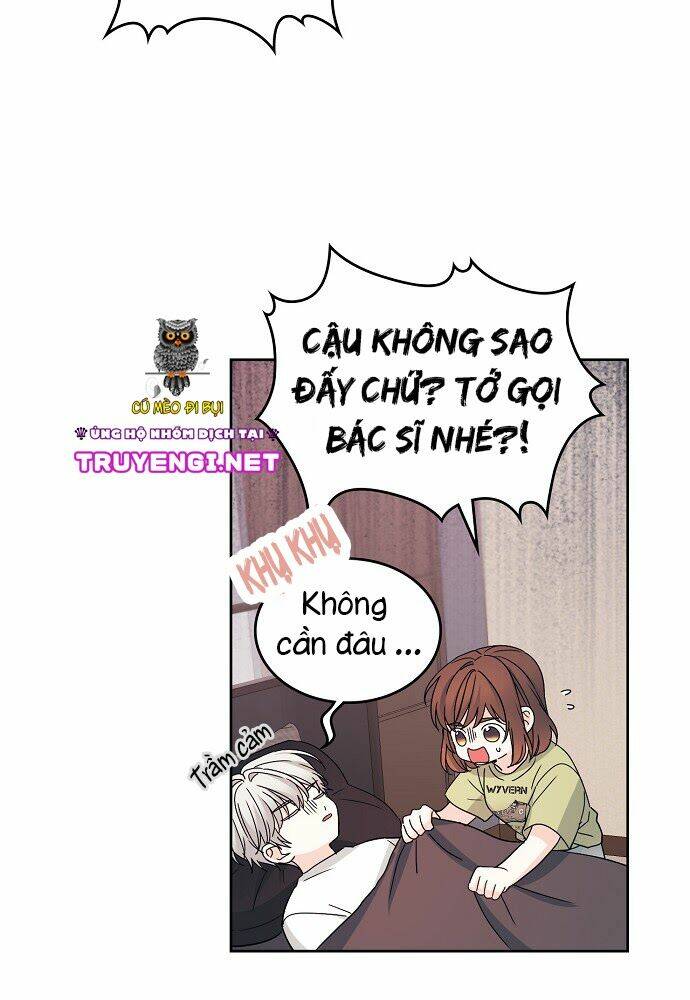 CẬU KHÔNG SAO
ĐẤY CHỨ? TỚ GỌI
BÁC SĨ NHÉ?!
CÚ MÈO ĐI BỤI
ỦNG HỘ NHÓM DỊCH TẠI
TRUYENGI.NET
KHỤ KHỤ
Không
cần đâu ...
Trầm cảm
WYVERN